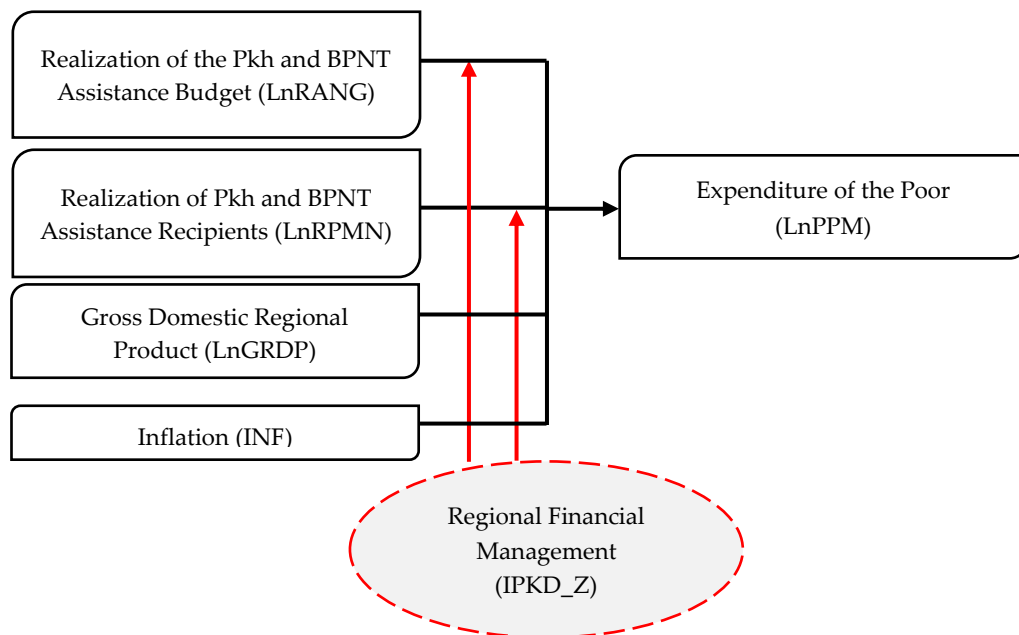 Realization of the Pkh and BPNT
Assistance Budget (LnRANG)
Realization of Pkh and BPNT
Assistance Recipients (LnRPMN)
Expenditure of the Poor
(LnPPM)
Gross Domestic Regional
Product (LnGRDP)
Inflation (INF)
Regional Financial
Management
(IPKD_Z)